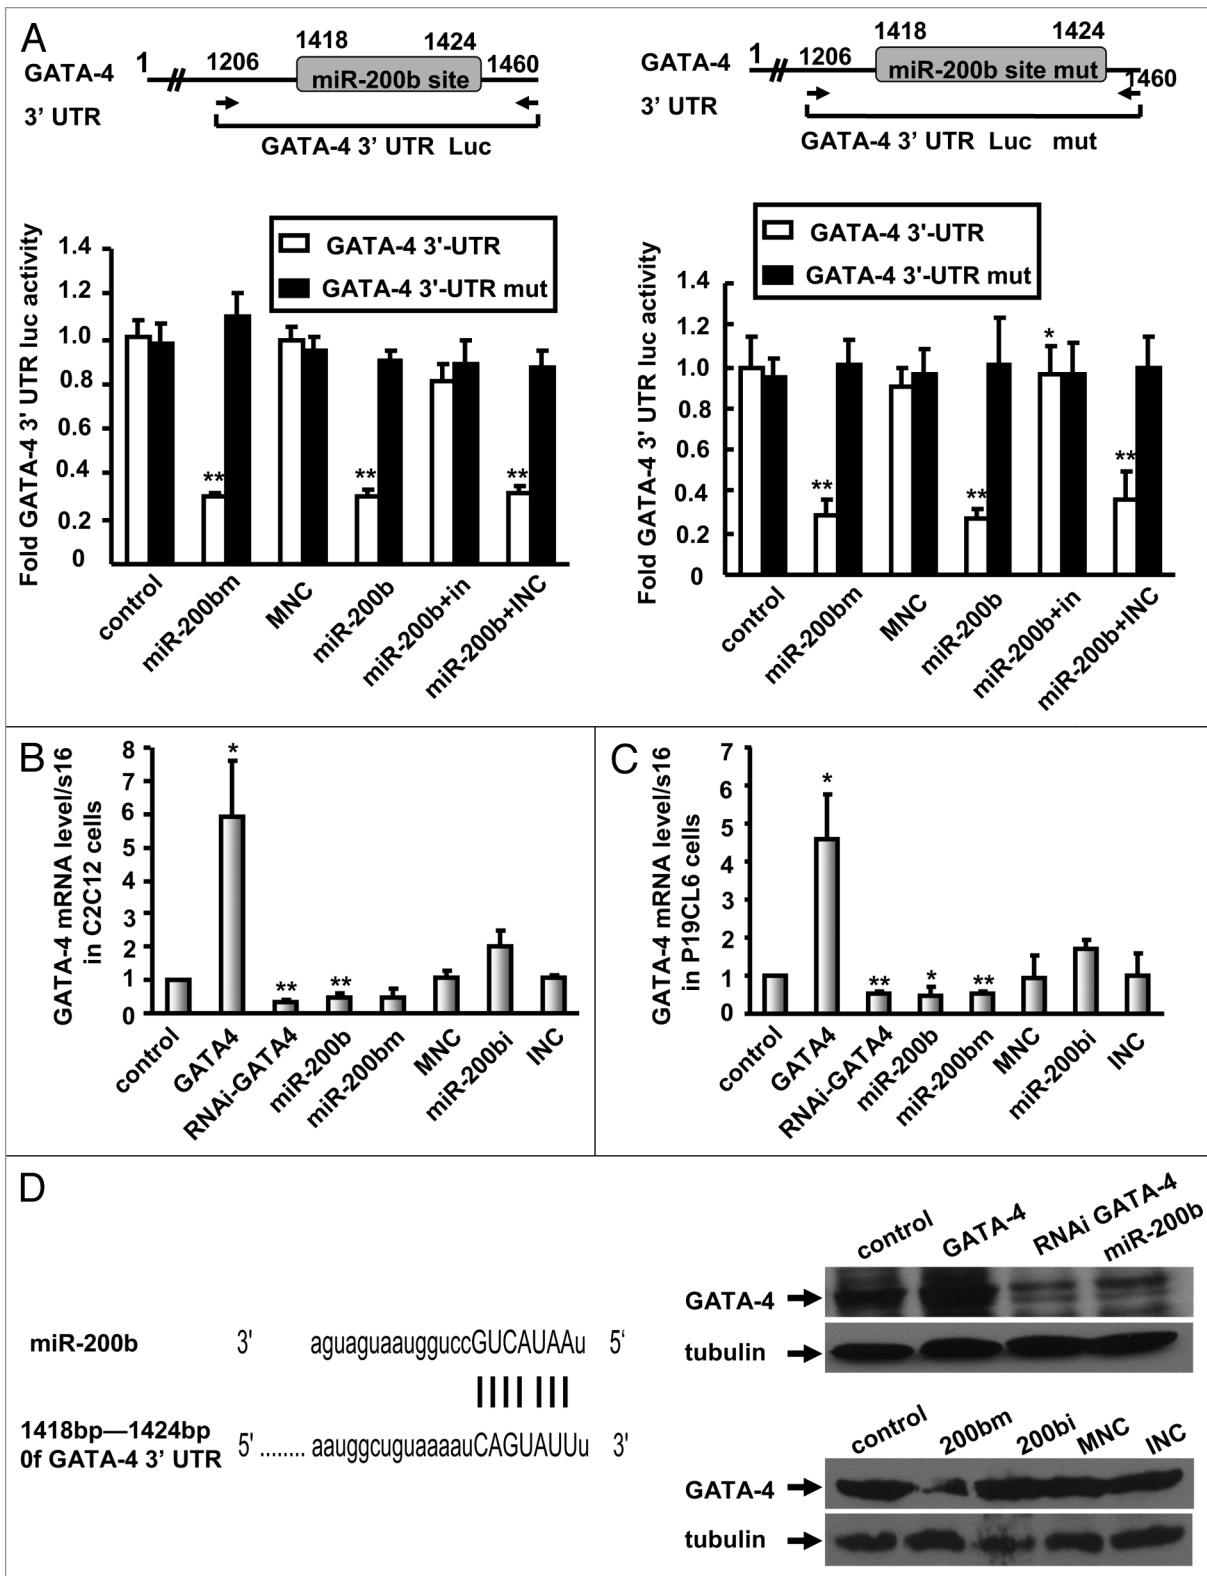 A
GATA-4
3’ UTR
1
1206
1418
1424
1460
miR-200b site
GATA-4 3’ UTR Luc
GATA-4
3’ UTR
1
1206
1418
1424
1460
miR-200b site mut
GATA-4 3’ UTR Luc mut
Fold GATA-4 3' UTR luc activity
1.4
1.2
1.0
0.8
0.6
0.4
0.2
0
GATA-4 3'-UTR
GATA-4 3'-UTR mut
**
**
**
control
miR-200bm
MNC
miR-200b
miR-200b+in
miR-200b+INC
Fold GATA-4 3' UTR luc activity
1.4
1.2
1.0
0.8
0.6
0.4
0.2
0
GATA-4 3'-UTR
GATA-4 3'-UTR mut
**
**
*
**
control
miR-200bm
MNC
miR-200b
miR-200b+in
miR-200b+INC
B
GATA-4 mRNA level/s16
in C2C12 cells
8
7
6
5
4
3
2
1
0
*
**
**
control
GATA4
RNAi-GATA4
miR-200b
miR-200bm
MNC
miR-200bi
INC
C
GATA-4 mRNA level/s16
in P19CL6 cells
7
6
5
4
3
2
1
0
*
**
*
**
control
GATA4
RNAi-GATA4
miR-200b
miR-200bm
MNC
miR-200bi
INC
D
miR-200b 3' aguaguaaugguccGUCAUAAu 5‘
1418bp—1424bp
0f GATA-4 3’ UTR
5' ........ aauggcuguaaaauCAGUAUUu 3'
control GATA-4 RNAi GATA-4 miR-200b
GATA-4
tubulin
control 200bm 200bi MNC INC
GATA-4
tubulin